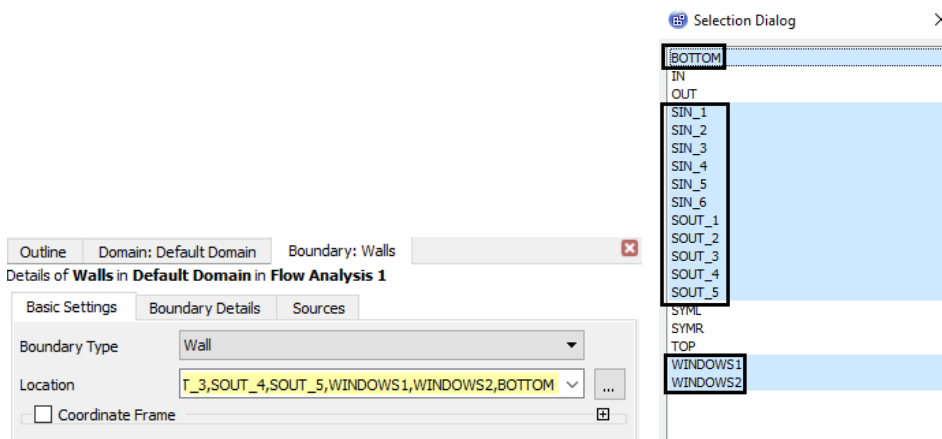 Selection Dialog
BOTTOM
IN
OUT
SIN_1
SIN_2
SIN_3
SIN_4
SIN_5
SIN_6
SOUT_1
SOUT_2
SOUT_3
SOUT_4
SOUT_5
SYML
SYMR
TOP
WINDOWS1
WINDOWS2
Outline Domain: Default Domain Boundary: Walls
Details of Walls in Default Domain in Flow Analysis 1
Basic Settings Boundary Details Sources
Boundary Type Wall
Location T_3,SOUT_4,SOUT_5,WINDOWS1,WINDOWS2,BOTTOM ...
Coordinate Frame